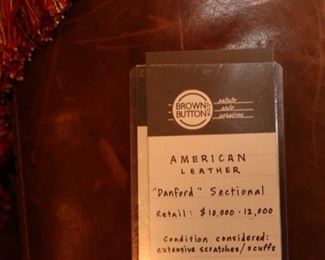 BROWN
BUTTON
estate
sale
services
AMERICAN
LEATHER
"Danford" Sectional
Retail: $10,000-12,000
Condition considered:
extensive scratches/scuffs